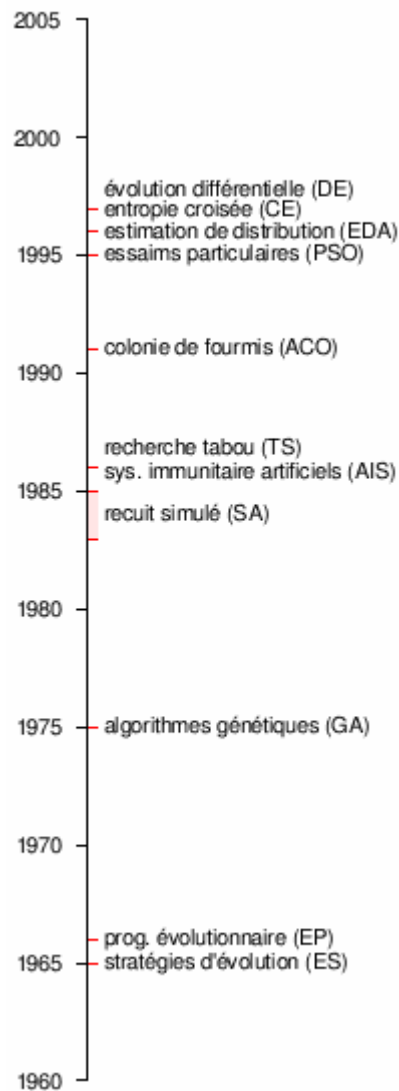 2005
2000
évolution différentielle (DE)
entropie croisée (CE)
estimation de distribution (EDA)
1995 essaims particulaires (PSO)
colonie de fourmis (ACO)
1990
recherche tabou (TS)
sys. immunitaire artificiels (AIS)
1985
recuit simulé (SA)
1980
1975 algorithmes génétiques (GA)
1970
prog. évolutionnaire (EP)
1965 stratégies d'évolution (ES)
1960